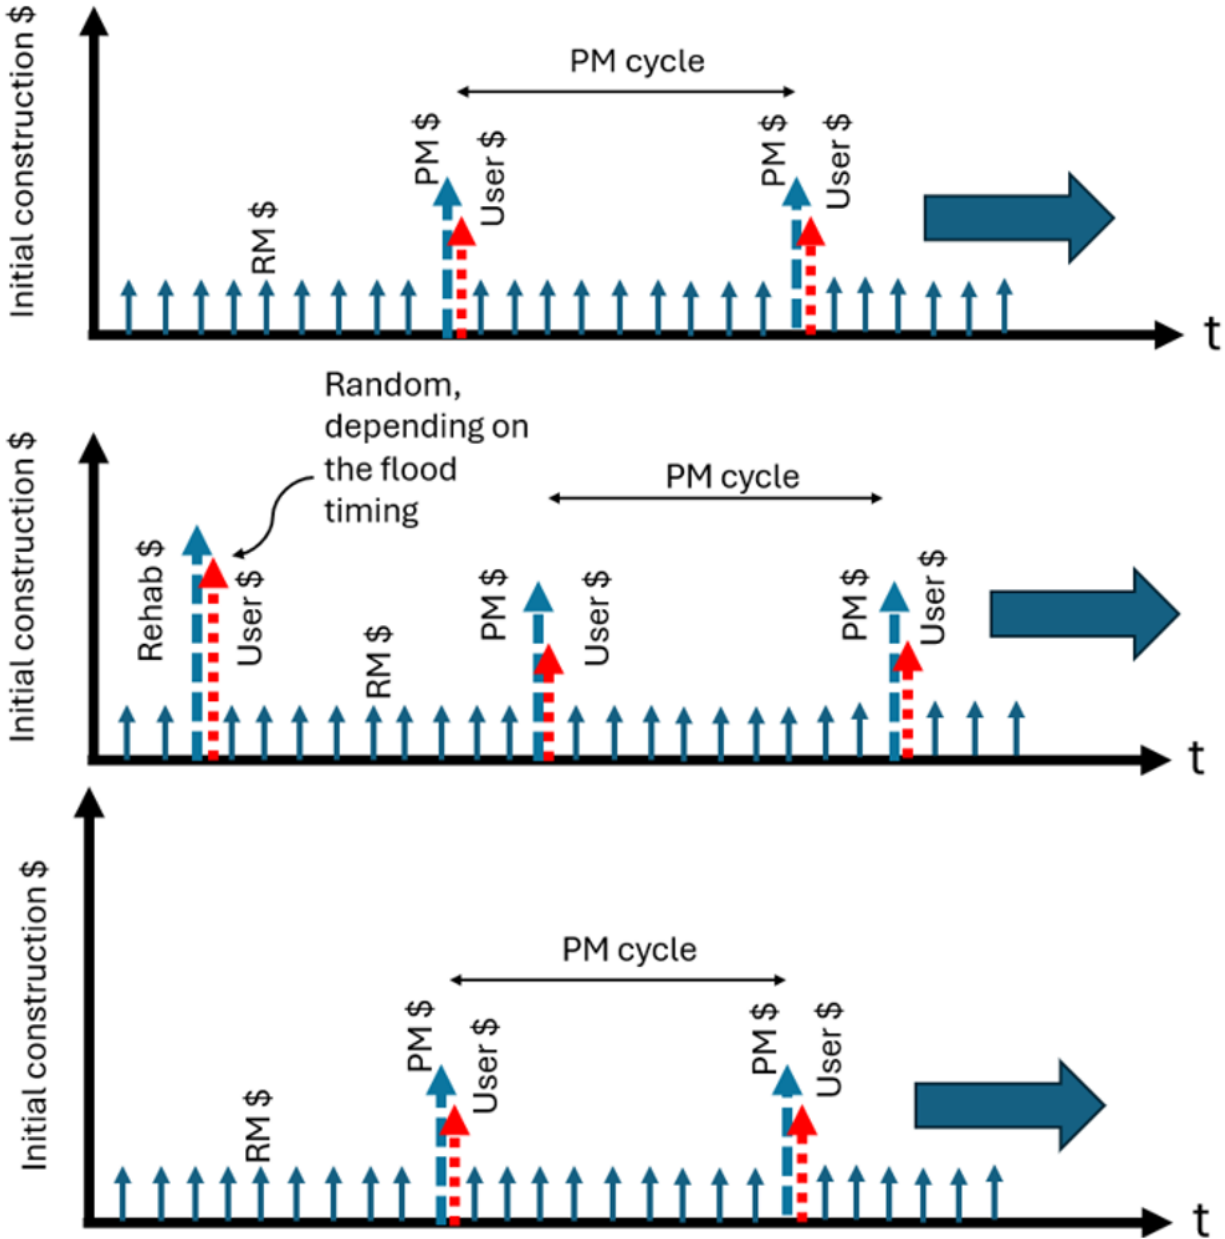 Initial construction $
PM cycle
PM $
User $
PM $
User $
RM $
t
Random,
depending on
the flood
timing
Initial construction $
PM cycle
Rehab $
User $
RM $
PM $
User $
PM $
User $
t
Initial construction $
PM cycle
PM $
User $
PM $
User $
RM $
t